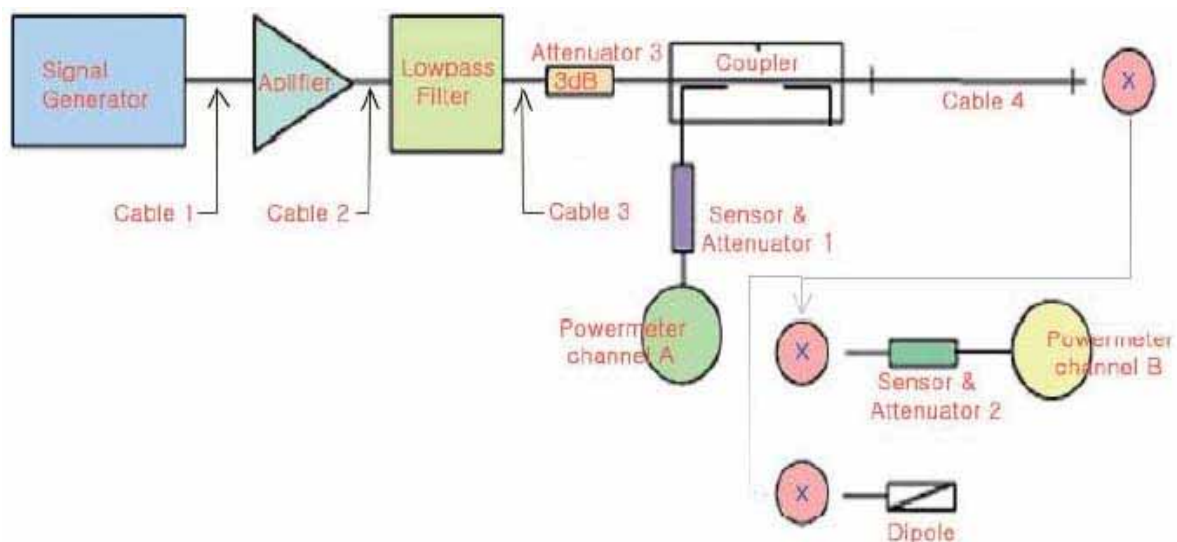 Signal
Generator
Aplifier
Lowpass
Filter
Attenuator 3
3dB
Coupler
Cable 4
X
Cable 1
Cable 2
Cable 3
Sensor &
Attenuator 1
Powermeter
channel A
X
Sensor &
Attenuator 2
Powermeter
channel B
X
Dipole